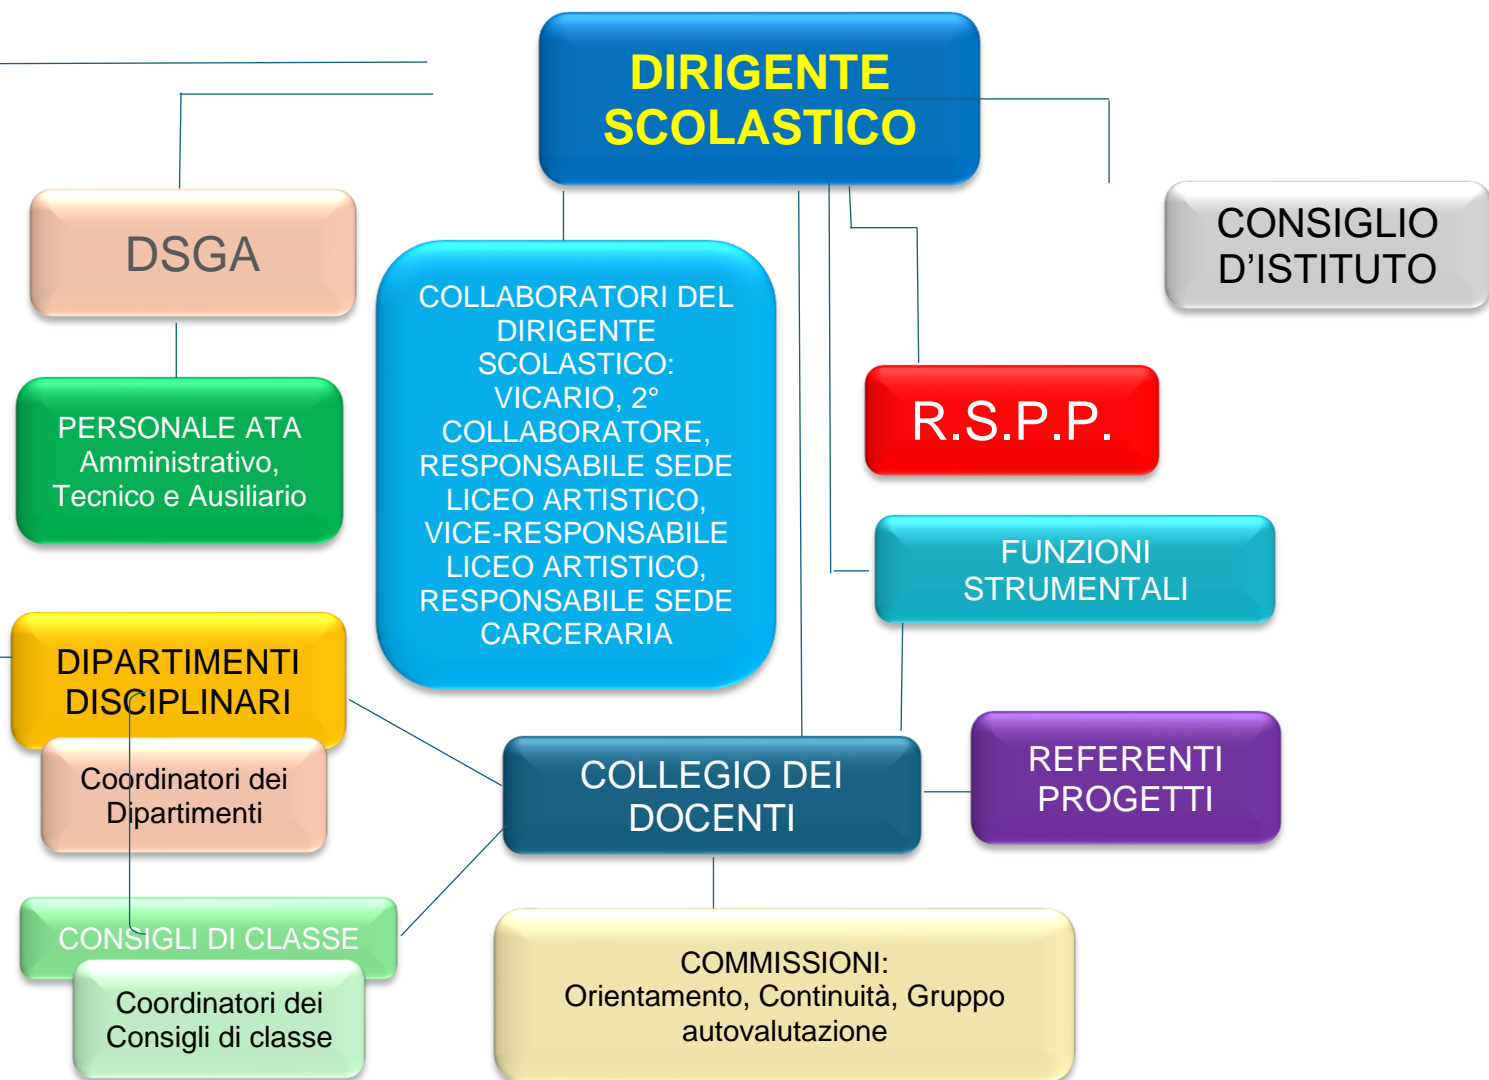 DIRIGENTE
SCOLASTICO
DSGA
CONSIGLIO
D’ISTITUTO
COLLABORATORI DEL
DIRIGENTE
SCOLASTICO:
VICARIO, 2°
COLLABORATORE,
RESPONSABILE SEDE
LICEO ARTISTICO,
VICE-RESPONSABILE
LICEO ARTISTICO,
RESPONSABILE SEDE
CARCERARIA
PERSONALE ATA
Amministrativo,
Tecnico e Ausiliario
R.S.P.P.
FUNZIONI
STRUMENTALI
DIPARTIMENTI
DISCIPLINARI
Coordinatori dei
Dipartimenti
COLLEGIO DEI
DOCENTI
REFERENTI
PROGETTI
CONSIGLI DI CLASSE
Coordinatori dei
Consigli di classe
COMMISSIONI:
Orientamento, Continuità, Gruppo
autovalutazione